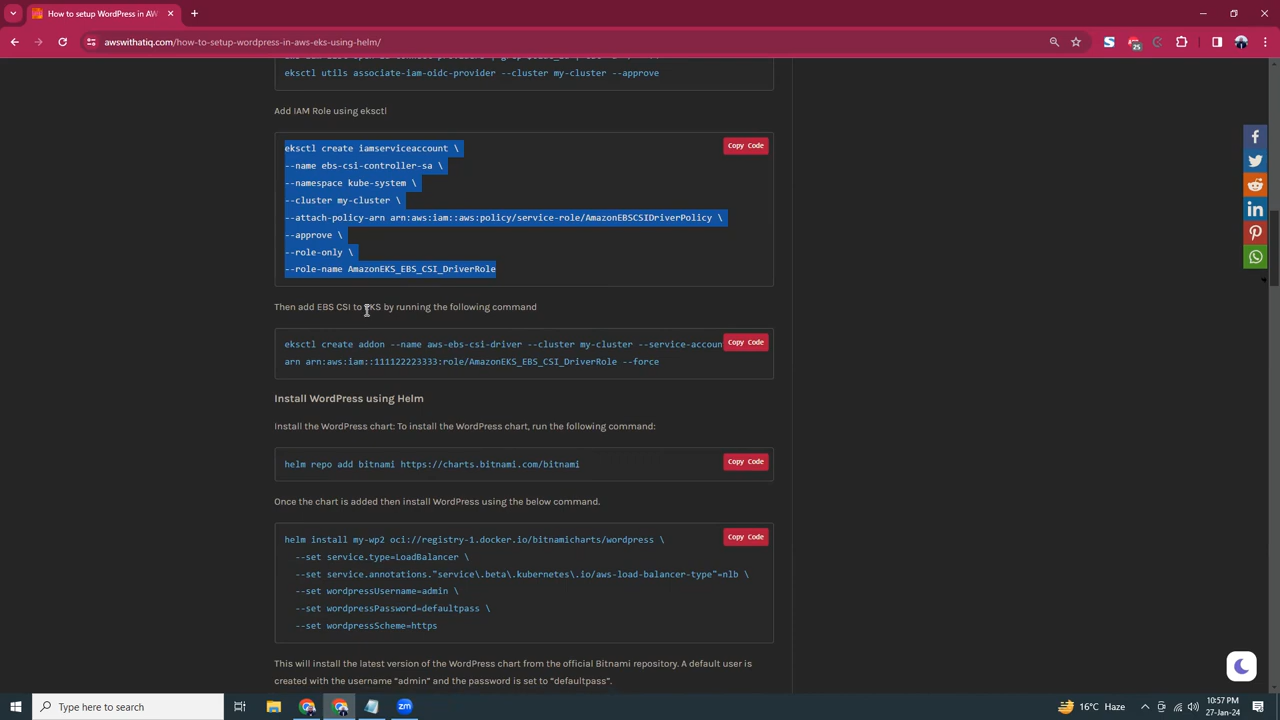 How to setup WordPress in AW
awswithatiq.com/how-to-setup-wordpress-in-aws-eks-using-helm/
25
eksctl utils associate-iam-oidc-provider --cluster my-cluster --approve
Add IAM Role using eksctl
Copy Code
eksctl create iamserviceaccount \
--name ebs-csi-controller-sa \
--namespace kube-system \
--cluster my-cluster \
--attach-policy-arn arn:aws:iam::aws:policy/service-role/AmazonEBSCSIDriverPolicy \
--approve \
--role-only \
--role-name AmazonEKS_EBS_CSI_DriverRole
Then add EBS CSI to EKS by running the following command
Copy Code
eksctl create addon --name aws-ebs-csi-driver --cluster my-cluster --service-accoun
arn arn:aws:iam::111122223333:role/AmazonEKS_EBS_CSI_DriverRole --force
Install WordPress using Helm
Install the WordPress chart: To install the WordPress chart, run the following command:
Copy Code
helm repo add bitnami https://charts.bitnami.com/bitnami
Once the chart is added then install WordPress using the below command.
Copy Code
helm install my-wp2 oci://registry-1.docker.io/bitnamicharts/wordpress \
--set service.type=LoadBalancer \
--set service.annotations."service\.beta\.kubernetes\.io/aws-load-balancer-type"=nlb \
--set wordpressUsername=admin \
--set wordpressPassword=defaultpass \
--set wordpressScheme=https
This will install the latest version of the WordPress chart from the official Bitnami repository. A default user is
created with the username “admin” and the password is set to “defaultpass”.
Type here to search
zm
16°C Haze
10:57 PM
27-Jan-24